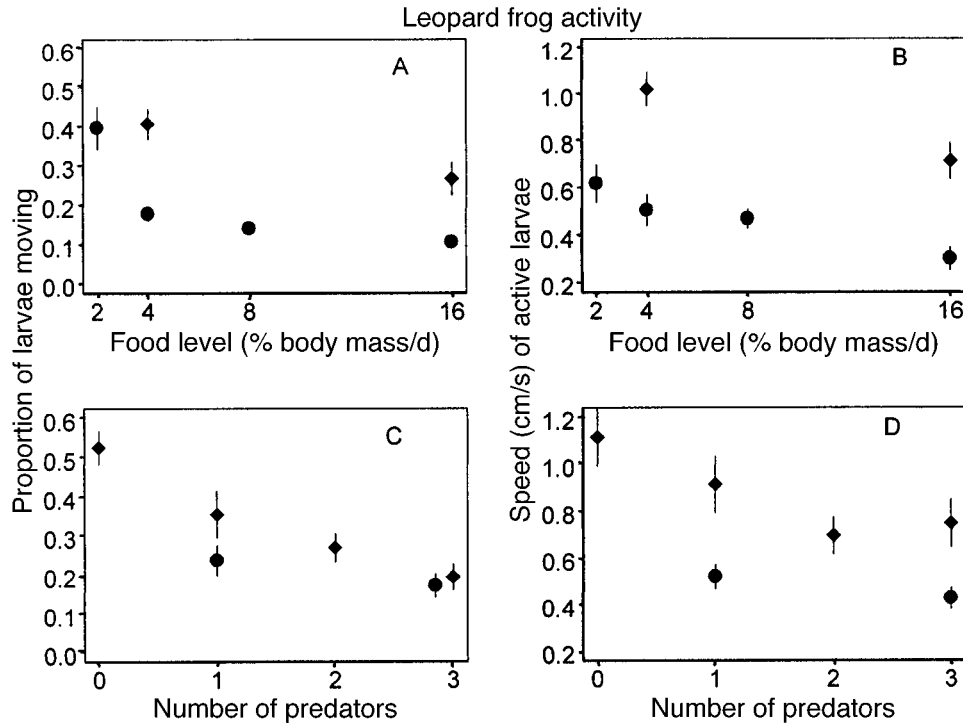 Leopard frog activity
Proportion of larvae moving
Speed (cm/s) of active larvae
A
0.6
0.5
0.4
0.3
0.2
0.1
0.0
2 4 8 16
Food level (% body mass/d)
B
1.2
1.0
0.8
0.6
0.4
0.2
2 4 8 16
Food level (% body mass/d)
C
0.6
0.5
0.4
0.3
0.2
0.1
0.0
0 1 2 3
Number of predators
D
1.2
1.0
0.8
0.6
0.4
0.2
0 1 2 3
Number of predators